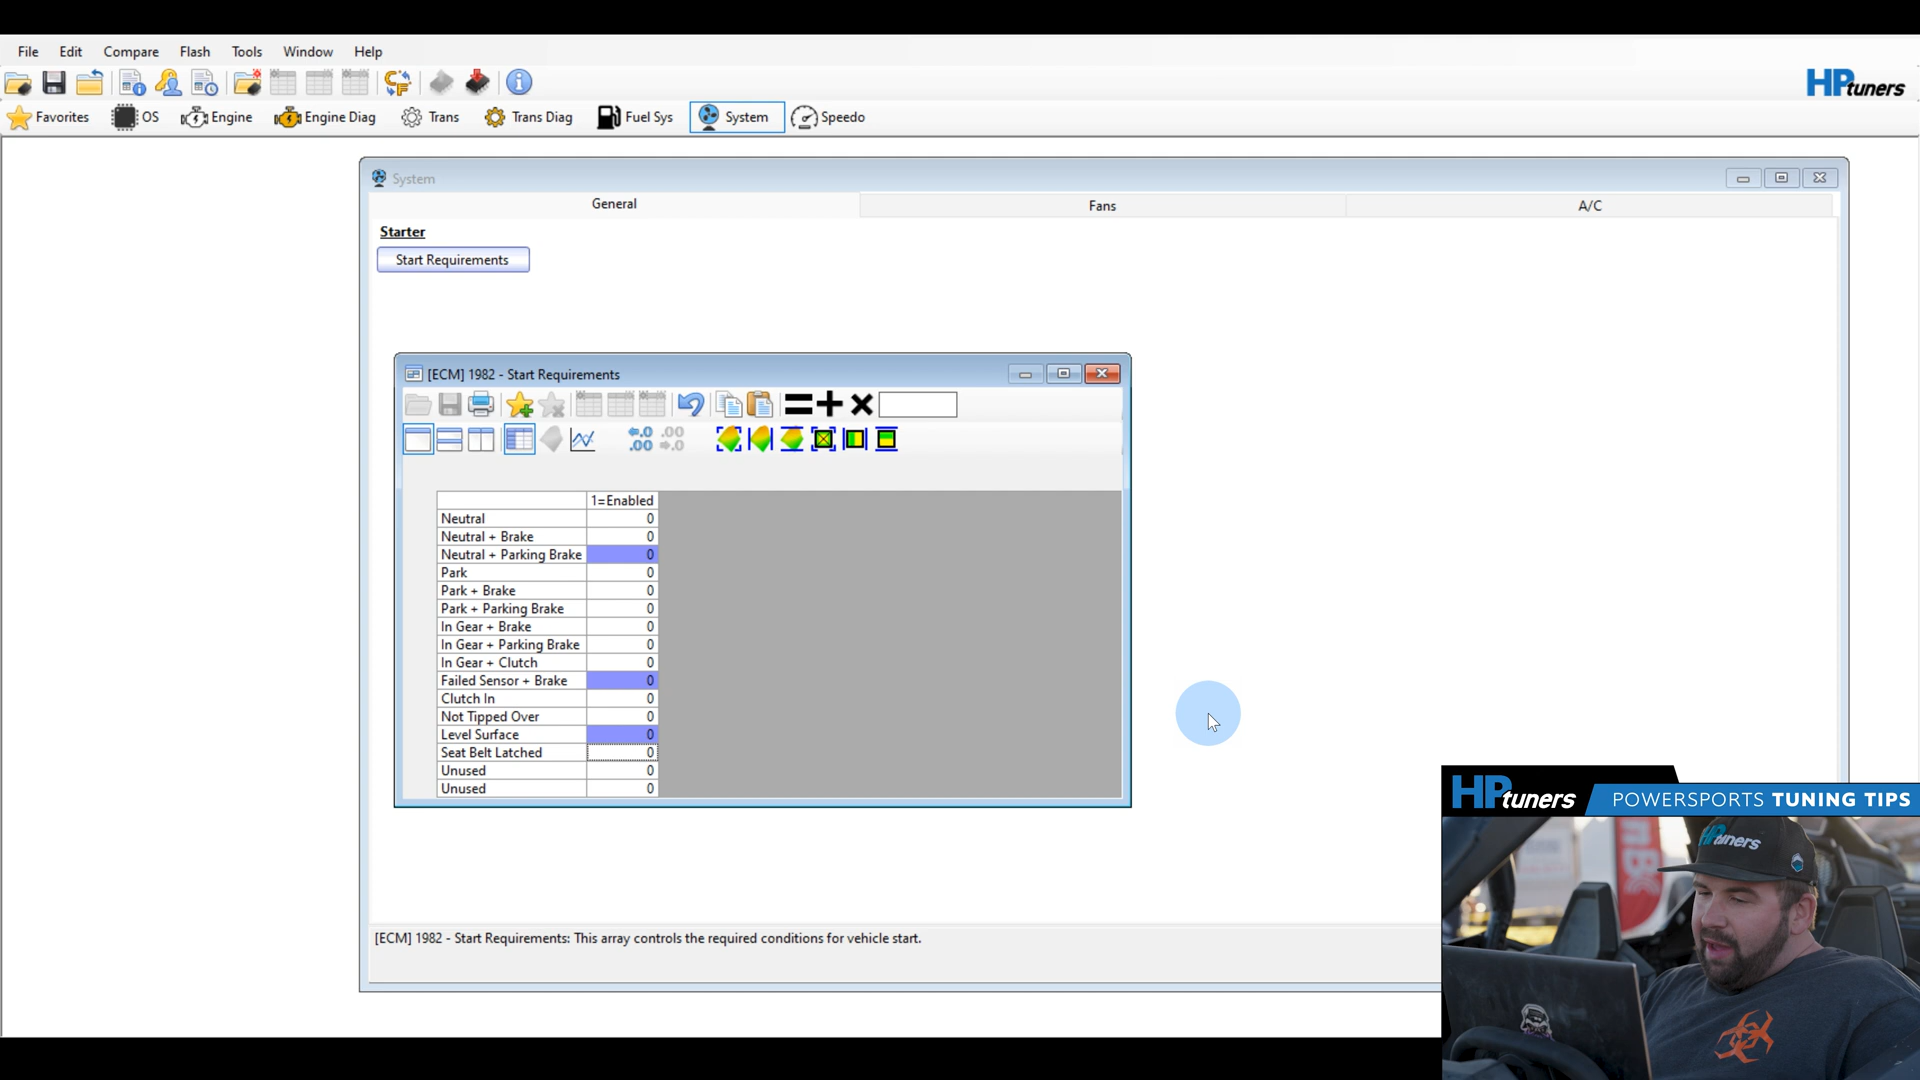 File Edit Compare Flash Tools Window Help
HPtuners
Favorites OS Engine Engine Diag Trans Trans Diag Fuel Sys System Speedo
System
General Fans A/C
Starter
Start Requirements
[ECM] 1982 - Start Requirements
1=Enabled
Neutral 0
Neutral + Brake 0
Neutral + Parking Brake 0
Park 0
Park + Brake 0
Park + Parking Brake 0
In Gear + Brake 0
In Gear + Parking Brake 0
In Gear + Clutch 0
Failed Sensor + Brake 0
Clutch In 0
Not Tipped Over 0
Level Surface 0
Seat Belt Latched 0
Unused 0
Unused 0
[ECM] 1982 - Start Requirements: This array controls the required conditions for vehicle start.
HPtuners POWERSPORTS TUNING TIPS
HPtuners